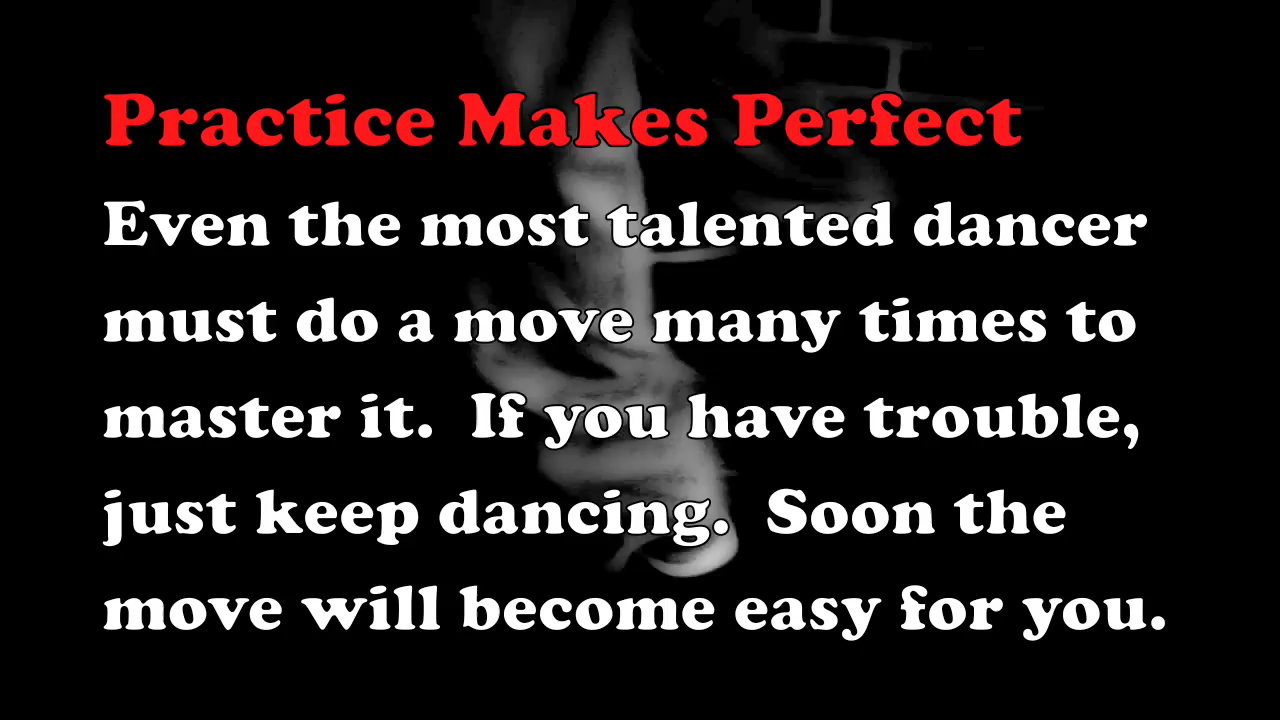 Practice Makes Perfect
Even the most talented dancer
must do a move many times to
master it.  If you have trouble,
just keep dancing.  Soon the
move will become easy for you.